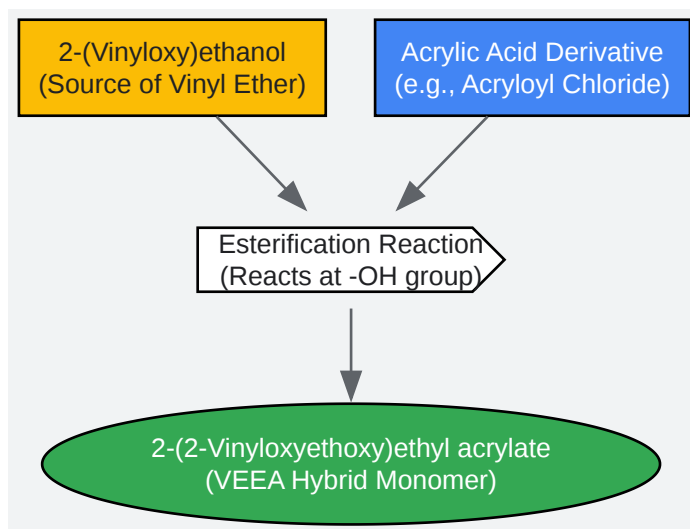 2-(Vinyloxy)ethanol
(Source of Vinyl Ether)
Acrylic Acid Derivative
(e.g., Acryloyl Chloride)
Esterification Reaction
(Reacts at -OH group)
2-(2-Vinyloxyethoxy)ethyl acrylate
(VEEA Hybrid Monomer)